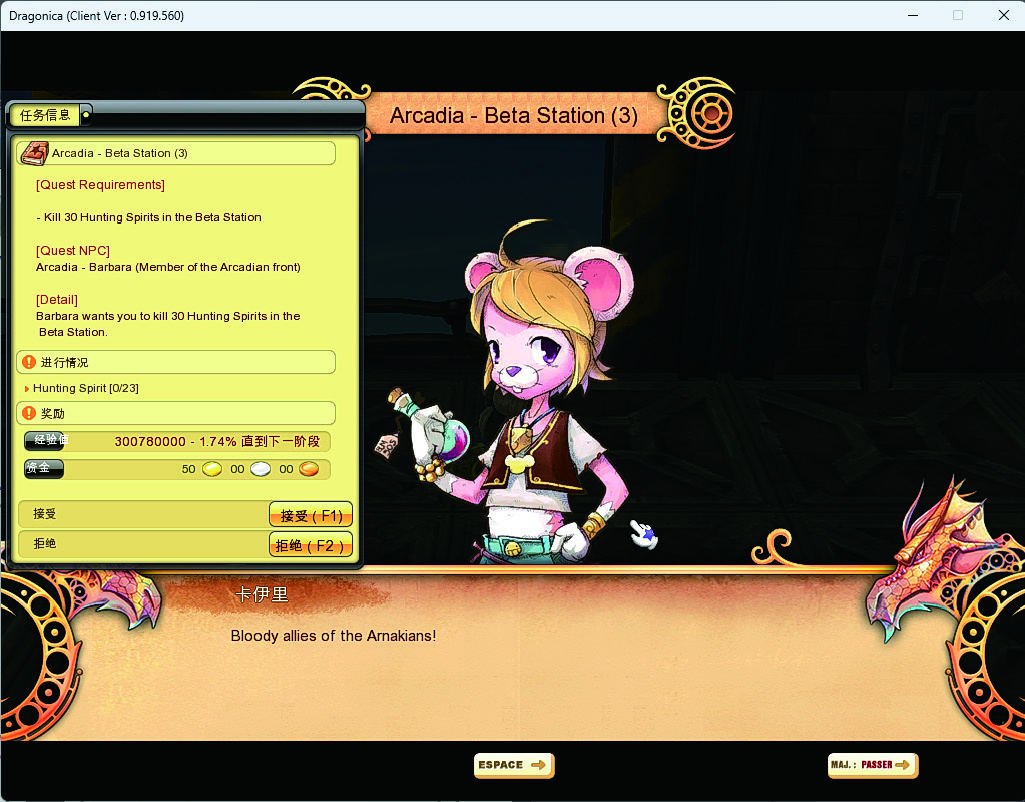 Dragonica (Client Ver : 0.919.560)
Arcadia - Beta Station (3)
任务信息
Arcadia - Beta Station (3)
[Quest Requirements]
- Kill 30 Hunting Spirits in the Beta Station
[Quest NPC]
Arcadia - Barbara (Member of the Arcadian front)
[Detail]
Barbara wants you to kill 30 Hunting Spirits in the
Beta Station.
进行情况
Hunting Spirit [0/23]
奖励
经验值 300780000 - 1.74% 直到下一阶段
资金 50 00 00
接受 接受 ( F1)
拒绝 拒绝 ( F2 )
卡伊里
Bloody allies of the Arnakians!
ESPACE
MAJ. : PASSER